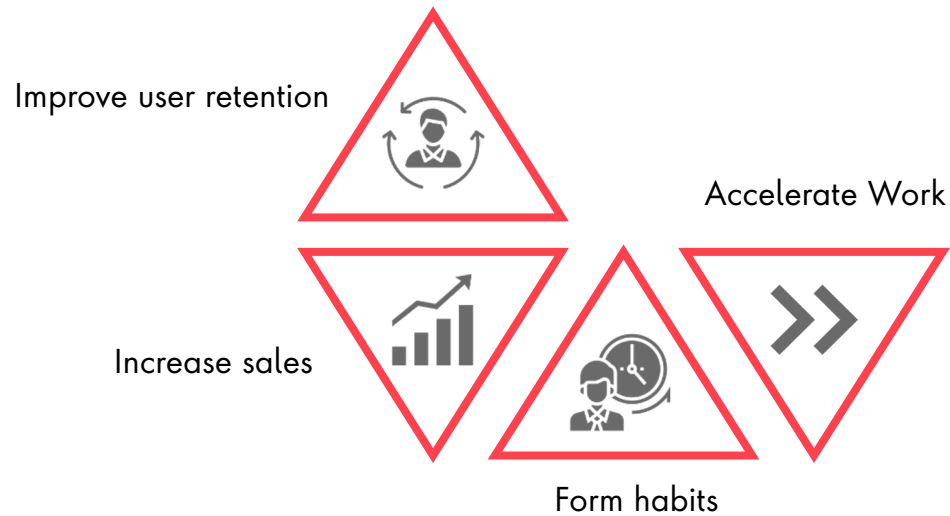 Improve user retention
Accelerate Work
Increase sales
Form habits